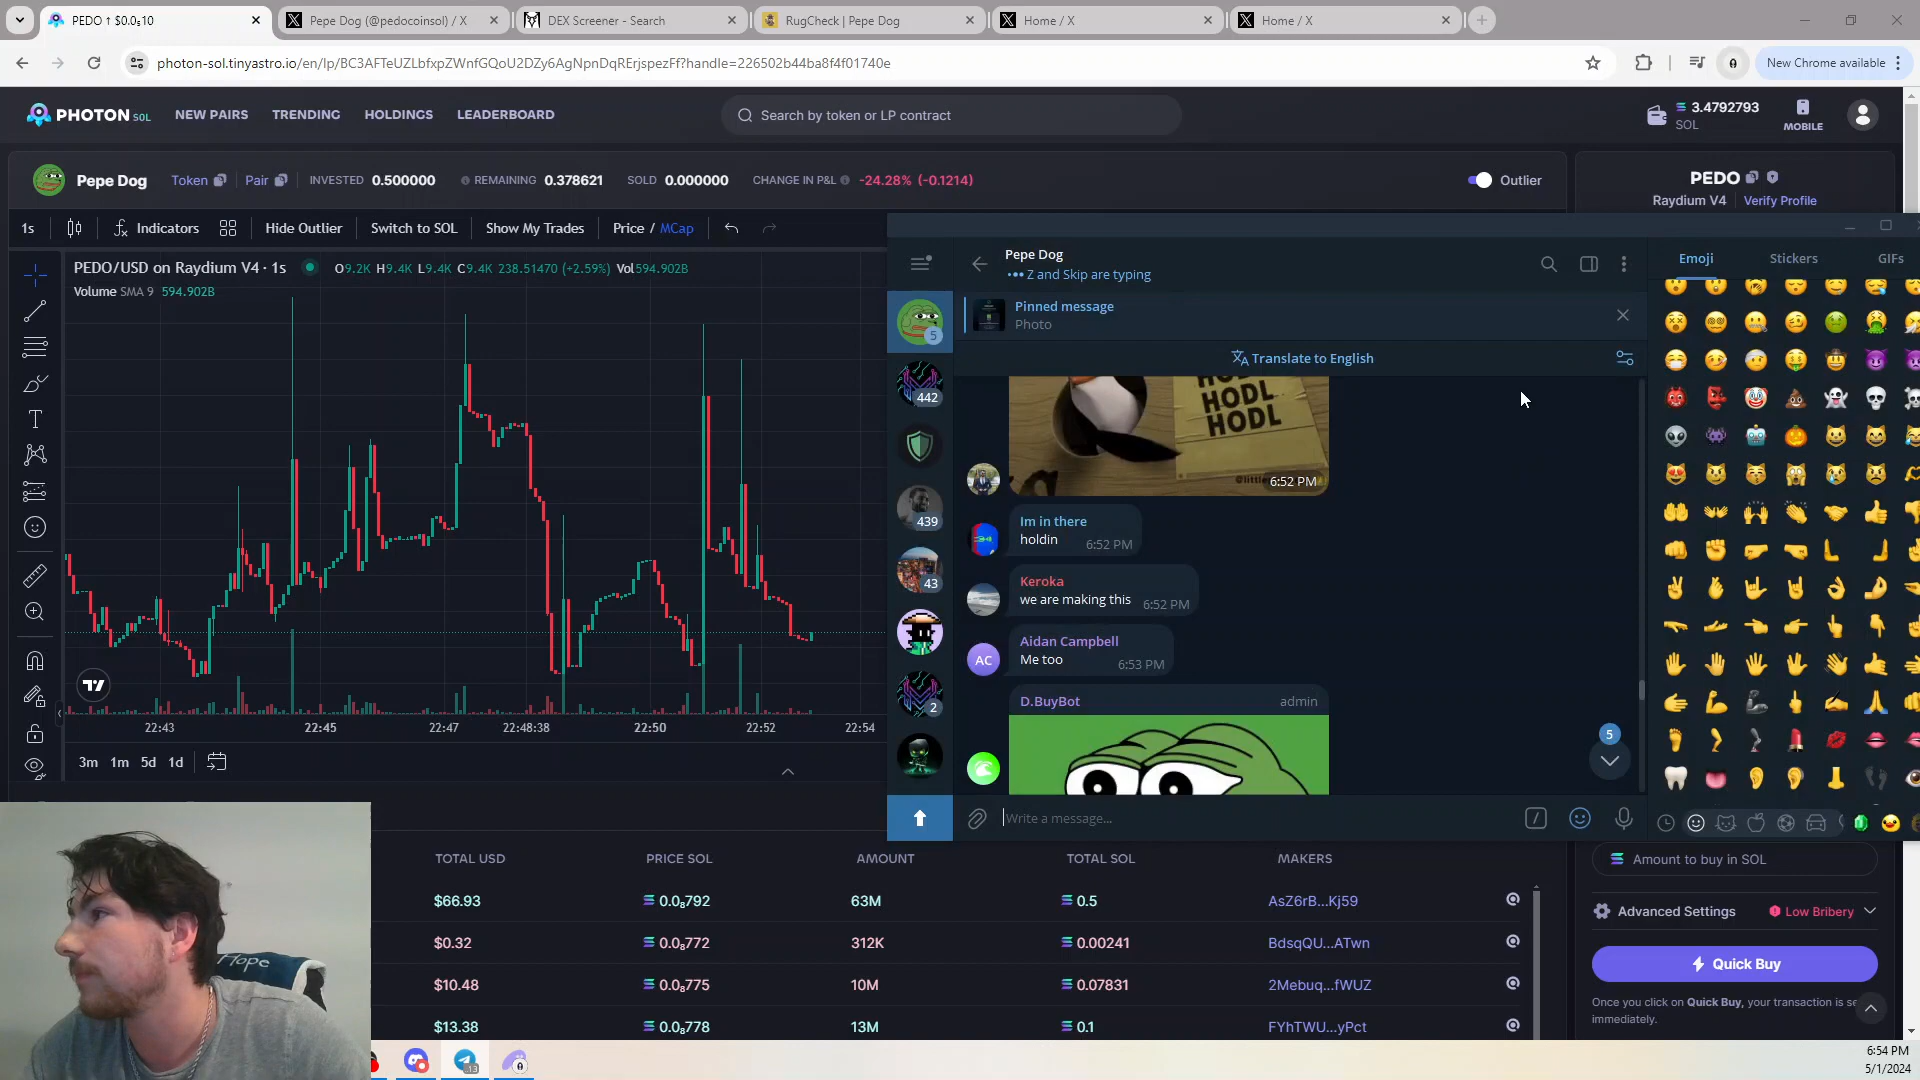 PEDO ↑ $0.0₅10
Pepe Dog (@pedocoinsol) / X
DEX Screener - Search
RugCheck | Pepe Dog
Home / X
Home / X
photon-sol.tinyastro.io/en/lp/BC3AFTeUZLbfxpZWnfGQoU2DZy6AgNpnDqRErjspezFf?handle=226502b44ba8f4f01740e
New Chrome available
PHOTON SOL
NEW PAIRS
TRENDING
HOLDINGS
LEADERBOARD
Search by token or LP contract
3.4792793
SOL
MOBILE
Pepe Dog
Token
Pair
INVESTED 0.500000
REMAINING 0.378621
SOLD 0.000000
CHANGE IN P&L -24.28% (-0.1214)
Outlier
PEDO
Raydium V4 | Verify Profile
1s
Indicators
Hide Outlier
Switch to SOL
Show My Trades
Price / MCap
PEDO/USD on Raydium V4 · 1s
O9.2K H9.4K L9.4K C9.4K 238.51470 (+2.59%) Vol594.902B
Volume SMA 9 594.902B
22:43
22:45
22:47
22:48:38
22:50
22:52
22:54
3m 1m 5d 1d
Pepe Dog
Z and Skip are typing
Pinned message
Photo
Translate to English
Emoji
Stickers
GIFs
5
442
439
43
2
HODL
HODL
6:52 PM
Im in there
holdin 6:52 PM
Keroka
we are making this 6:52 PM
AC
Aidan Campbell
Me too 6:53 PM
D.BuyBot admin
5
Write a message...
TOTAL USD
PRICE SOL
AMOUNT
TOTAL SOL
MAKERS
$66.93 0.0₈792 63M 0.5 AsZ6rB...Kj59
$0.32 0.0₈772 312K 0.00241 BdsqQU...ATwn
$10.48 0.0₈775 10M 0.07831 2Mebuq...fWUZ
$13.38 0.0₈778 13M 0.1 FYhTWU...yPct
Amount to buy in SOL
Advanced Settings
Low Bribery
Quick Buy
Once you click on Quick Buy, your transaction is se
immediately.
Hope
13
6:54 PM
5/1/2024